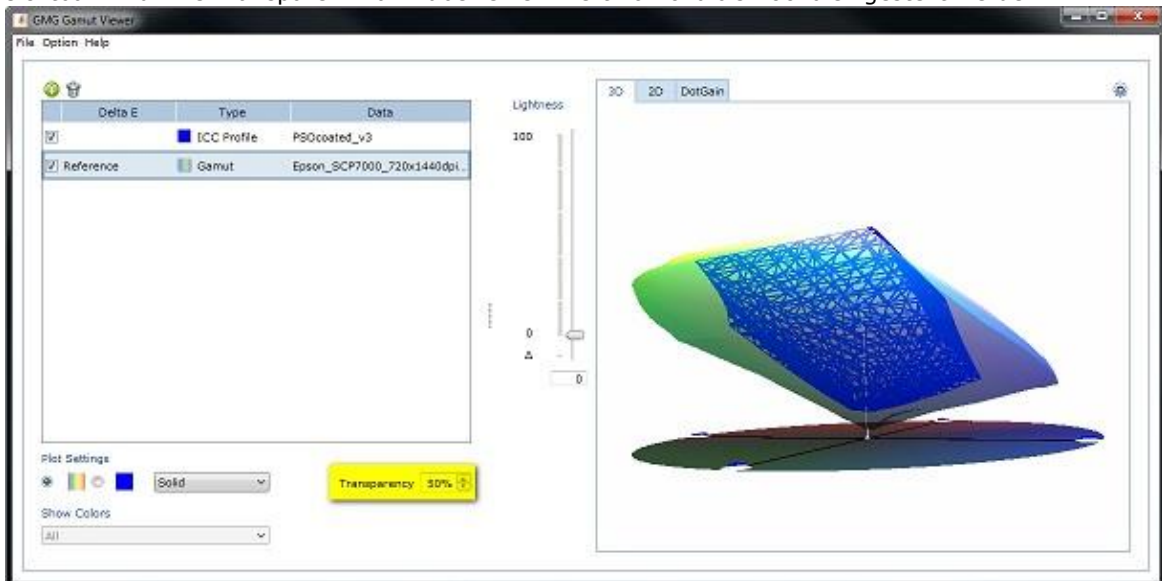 GMG Gamut Viewer
File Option Help
Delta E Type Data
ICC Profile PSOcoated_v3
Reference Gamut Epson_SCP7000_720x1440dpi...
Lightness
100
0
Δ
0
3D 2D DotGain
Plot Settings
Solid
Transparency 50%
Show Colors
All